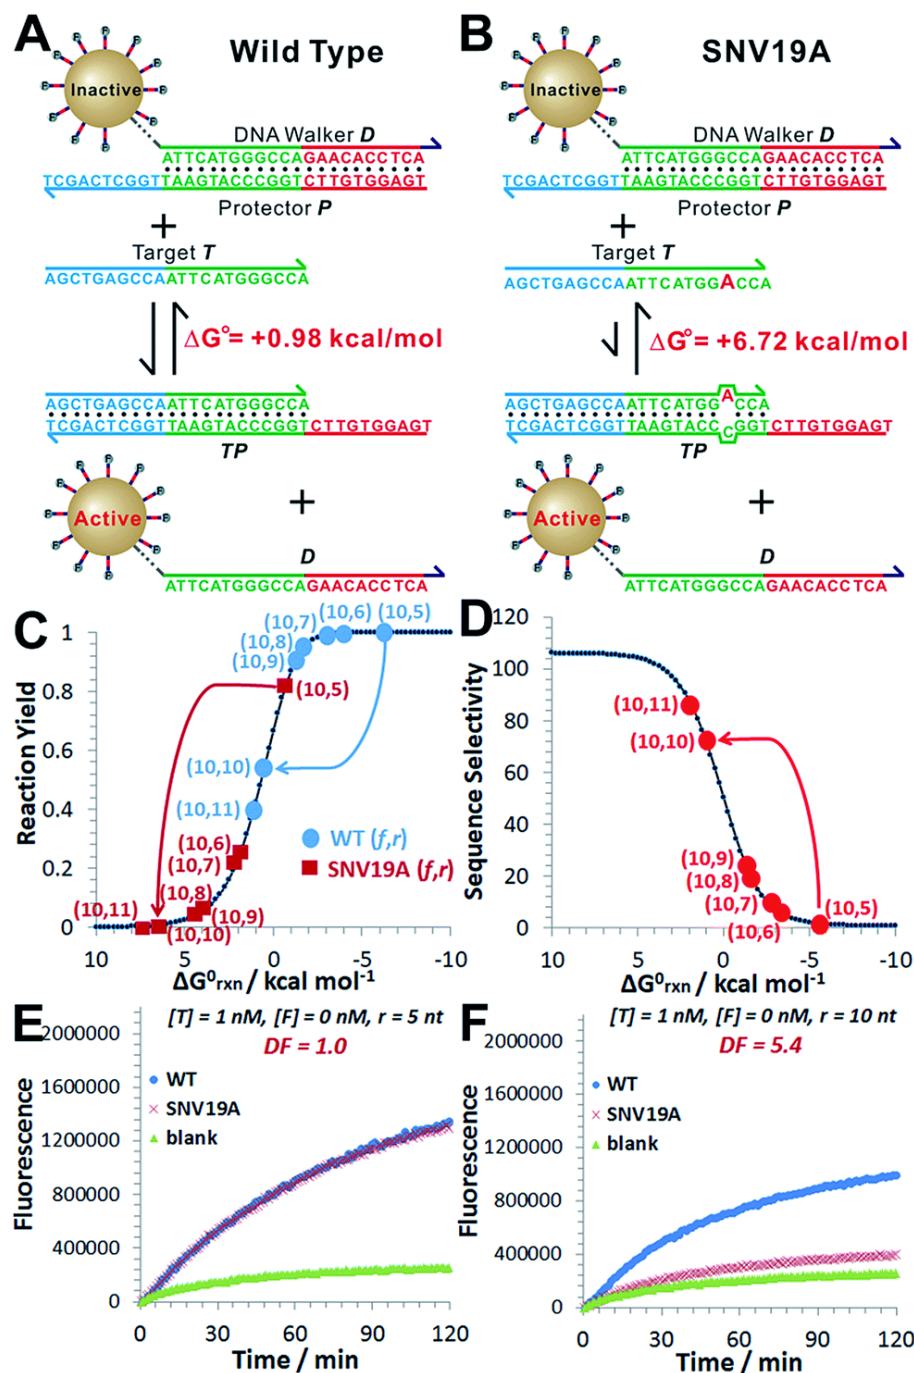 A
Wild Type
F F F F F F F F F F F F
Inactive
DNA Walker D
ATTCATGGGCCAGAACACCTCA
TCGACTCGGTTAAGTACCCGGTCTTGTGGAGT
Protector P
+
Target T
AGCTGAGCCAATTCATGGGCCA
ΔG°= +0.98 kcal/mol
AGCTGAGCCAATTCATGGGCCA
TCGACTCGGTTAAGTACCCGGTCTTGTGGAGT
TP
F F F F F F F F F F F F
Active
+
D
ATTCATGGGCCAGAACACCTCA
B
SNV19A
F F F F F F F F F F F F
Inactive
DNA Walker D
ATTCATGGGCCAGAACACCTCA
TCGACTCGGTTAAGTACCCGGTCTTGTGGAGT
Protector P
+
Target T
AGCTGAGCCAATTCATGGACCA
ΔG°= +6.72 kcal/mol
AGCTGAGCCAATTCATGGACCA
TCGACTCGGTTAAGTACCCGGTCTTGTGGAGT
TP
F F F F F F F F F F F F
Active
+
D
ATTCATGGGCCAGAACACCTCA
C
Reaction Yield
1
0.8
0.6
0.4
0.2
0
(10,7) (10,6) (10,5)
(10,8)
(10,9)
(10,5)
(10,10)
(10,11)
(10,6)
(10,7)
(10,8)
(10,11)
(10,9)
(10,10)
WT (f,r)
SNV19A (f,r)
10 5 0 -5 -10
ΔG⁰rxn / kcal mol⁻¹
D
Sequence Selectivity
120
100
80
60
40
20
0
(10,11)
(10,10)
(10,9)
(10,8)
(10,7)
(10,6)
(10,5)
10 5 0 -5 -10
ΔG⁰rxn / kcal mol⁻¹
E
[T] = 1 nM, [F] = 0 nM, r = 5 nt
DF = 1.0
Fluorescence
2000000
1600000
1200000
800000
400000
0
WT
SNV19A
blank
0 30 60 90 120
Time / min
F
[T] = 1 nM, [F] = 0 nM, r = 10 nt
DF = 5.4
Fluorescence
2000000
1600000
1200000
800000
400000
0
WT
SNV19A
blank
0 30 60 90 120
Time / min